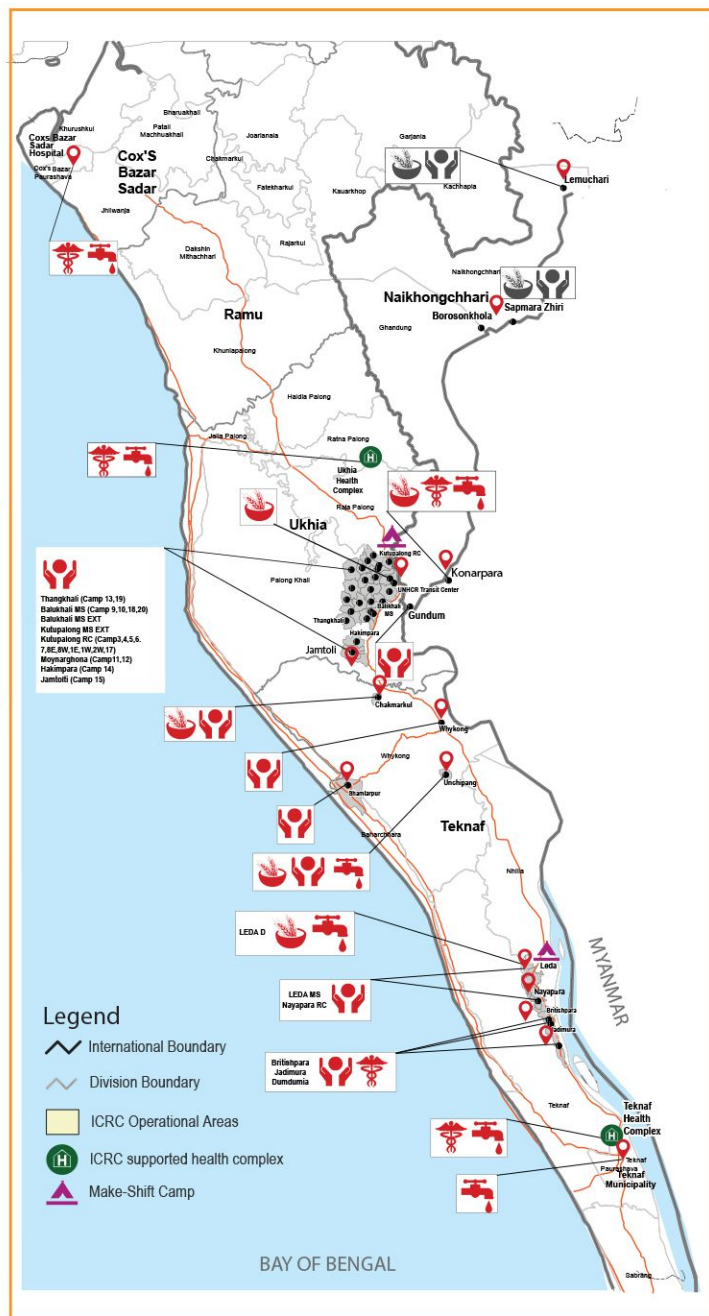 Khurushkul
Coxs Bazar
Sadar
Hospital
Cox's Bazar
Paurashava
Bharuakhali
Patali
Machhuakhali
Cox'S
Bazar
Sadar
Jhilwanja
Chakmarkul
Joarianala
Fatekharkul
Rajarkul
Kauarkhop
Garjania
Kachhapia
Lemuchari
Dakshin
Mithachhari
Naikhongchhari
Naikhongchhari
Sapmara Zhiri
Borosonkhola
Ramu
Ghandung
Khuniapalong
Haldia Palong
Jalia Palong
Ratna Palong
Ukhia
Health
Complex
Raja Palong
Ukhia
Kutupalong RC
Konarpara
Palong Khali
UNHCR Transit Center
Balukhali
MS
Gundum
Thangkhali
Hakimpara
Jamtoli
Thangkhali (Camp 13,19)
Balukhali MS (Camp 9,10,18,20)
Balukhali MS EXT
Kutupalong MS EXT
Kutupalong RC (Camp3,4,5,6.
7,8E,8W,1E,1W,2W,17)
Moynarghona (Camp11,12)
Hakimpara (Camp 14)
Jamtolti (Camp 15)
Chakmarkul
Whykong
Whykong
Unchipang
Shamlarpur
Baharchhara
Teknaf
Nhilla
LEDA D
Leda
MYANMAR
LEDA MS
Nayapara RC
Nayapara
Britishpara
Jadimura
Britishpara
Jadimura
Dumdumia
Legend
International Boundary
Division Boundary
ICRC Operational Areas
H ICRC supported health complex
Make-Shift Camp
Teknaf
Teknaf
Health
Complex
H
Teknaf
Paurashava
Teknaf
Municipality
BAY OF BENGAL
Sabrang